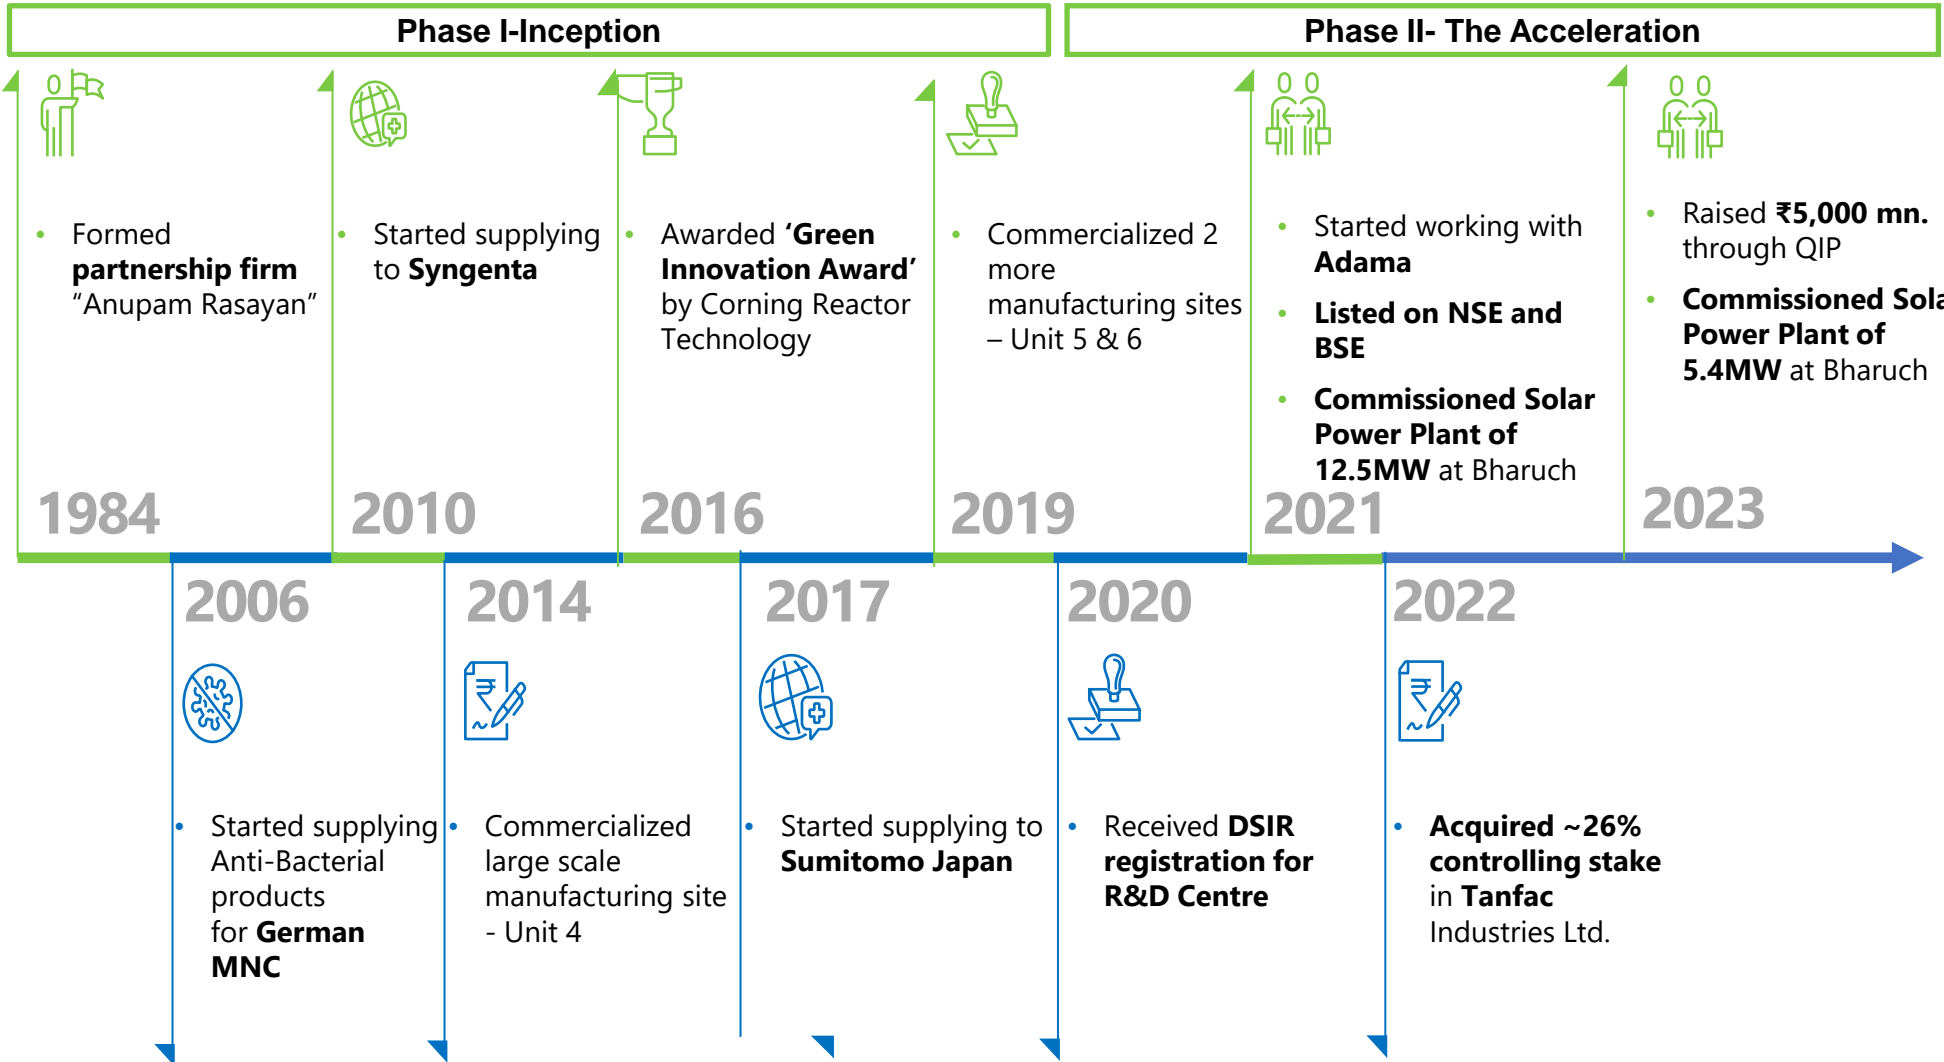 Phase I-Inception
Phase II- The Acceleration
• Formed
partnership firm
“Anupam Rasayan”
1984
• Started supplying
to Syngenta
2010
• Awarded ‘Green
Innovation Award’
by Corning Reactor
Technology
2016
• Commercialized 2
more
manufacturing sites
– Unit 5 & 6
2019
• Started working with
Adama
• Listed on NSE and
BSE
• Commissioned Solar
Power Plant of
12.5MW at Bharuch
2021
• Raised ₹5,000 mn.
through QIP
• Commissioned Sola
Power Plant of
5.4MW at Bharuch
2023
2006
₹
• Started supplying
Anti-Bacterial
products
for German
MNC
2014
• Commercialized
large scale
manufacturing site
- Unit 4
2017
• Started supplying to
Sumitomo Japan
2020
• Received DSIR
registration for
R&D Centre
2022
₹
• Acquired ~26%
controlling stake
in Tanfac
Industries Ltd.